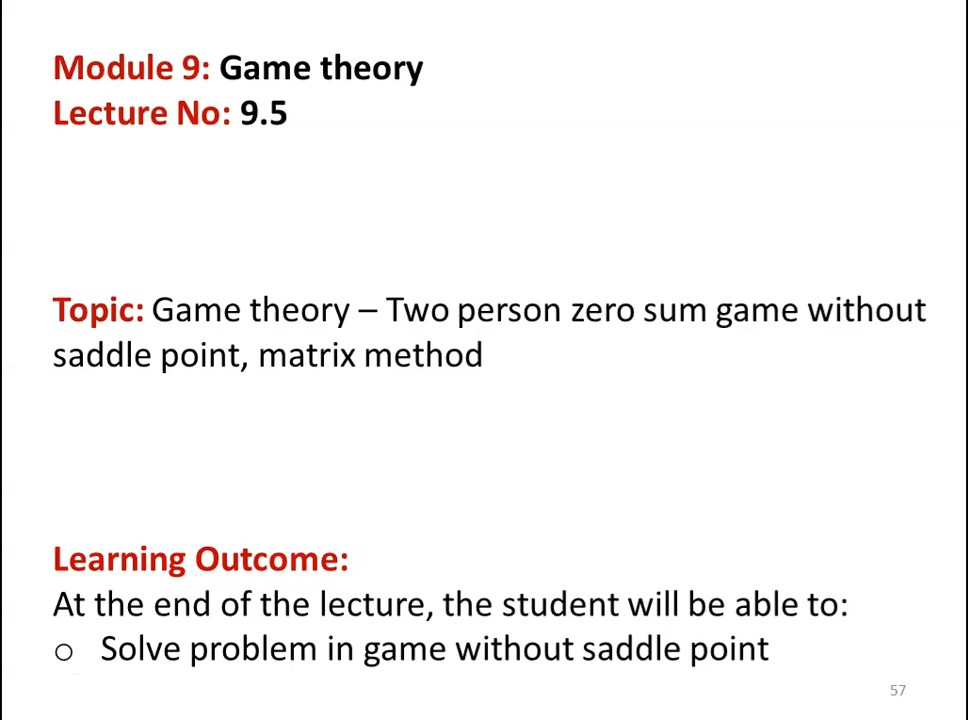 Module 9: Game theory
Lecture No: 9.5
Topic: Game theory – Two person zero sum game without
saddle point, matrix method
Learning Outcome:
At the end of the lecture, the student will be able to:
o Solve problem in game without saddle point
57